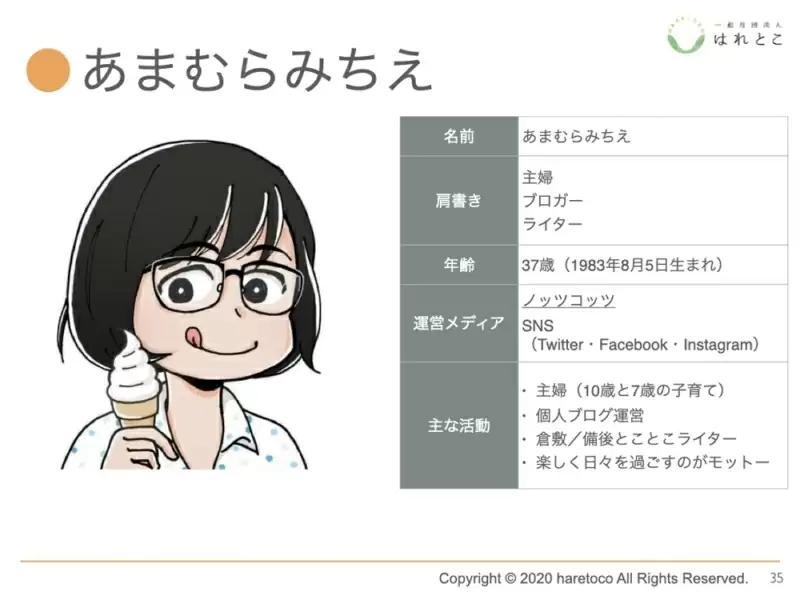 一般社団法人
はれとこ
あまむらみちえ
名前
あまむらみちえ
肩書き
主婦
ブロガー
ライター
年齢
37歳（1983年8月5日生まれ）
運営メディア
ノッツコッツ
SNS
（Twitter・Facebook・Instagram）
主な活動
・ 主婦（10歳と7歳の子育て）
・ 個人ブログ運営
・ 倉敷／備後とことこライター
・ 楽しく日々を過ごすのがモットー
Copyright © 2020 haretoco All Rights Reserved.
35